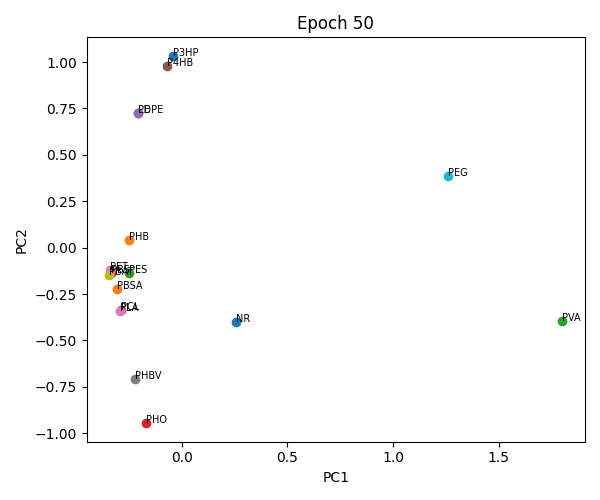 Epoch 50
P3HP
P4HB
LDPE
PEG
PHB
PET
PES
PBSA
PCL
PLA
NR
PVA
PHBV
PHO
1.00
0.75
0.50
0.25
0.00
−0.25
−0.50
−0.75
−1.00
PC2
0.0
0.5
1.0
1.5
PC1